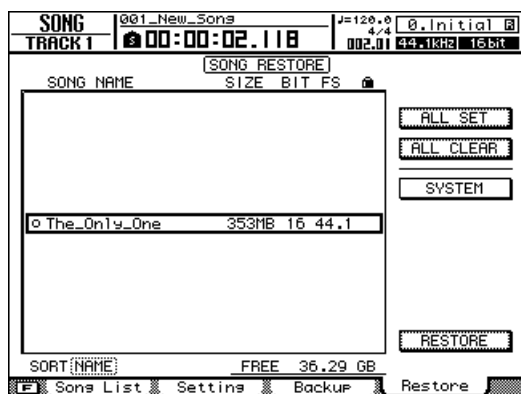 SONG
TRACK 1
001_New_Song
S 00:00:02.118
♩=120.0
4/4
002.01
0.Initial
44.1kHz 16bit
SONG RESTORE
SONG NAME SIZE BIT FS
The_Only_One 353MB 16 44.1
ALL SET
ALL CLEAR
SYSTEM
RESTORE
SORT NAME FREE 36.29 GB
F Song List Setting Backup Restore